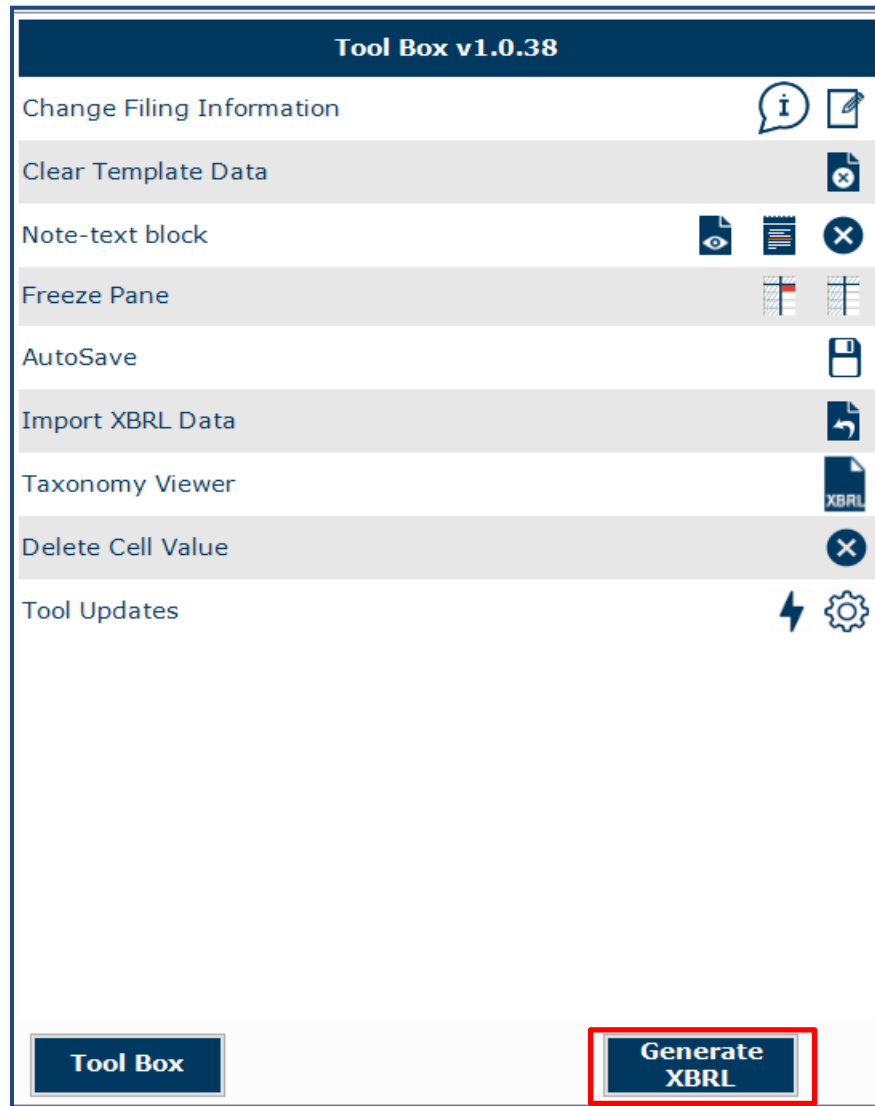 Tool Box v1.0.38
Change Filing Information
i
Clear Template Data
Note-text block
Freeze Pane
AutoSave
Import XBRL Data
Taxonomy Viewer
XBRL
Delete Cell Value
Tool Updates
Tool Box
Generate
XBRL